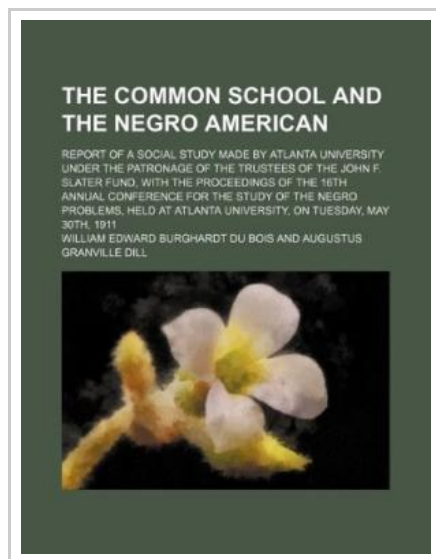 THE COMMON SCHOOL AND
THE NEGRO AMERICAN
REPORT OF A SOCIAL STUDY MADE BY ATLANTA UNIVERSITY
UNDER THE PATRONAGE OF THE TRUSTEES OF THE JOHN F.
SLATER FUND, WITH THE PROCEEDINGS OF THE 16TH
ANNUAL CONFERENCE FOR THE STUDY OF THE NEGRO
PROBLEMS, HELD AT ATLANTA UNIVERSITY, ON TUESDAY, MAY
30TH, 1911
WILLIAM EDWARD BURGHARDT DU BOIS AND AUGUSTUS
GRANVILLE DILL